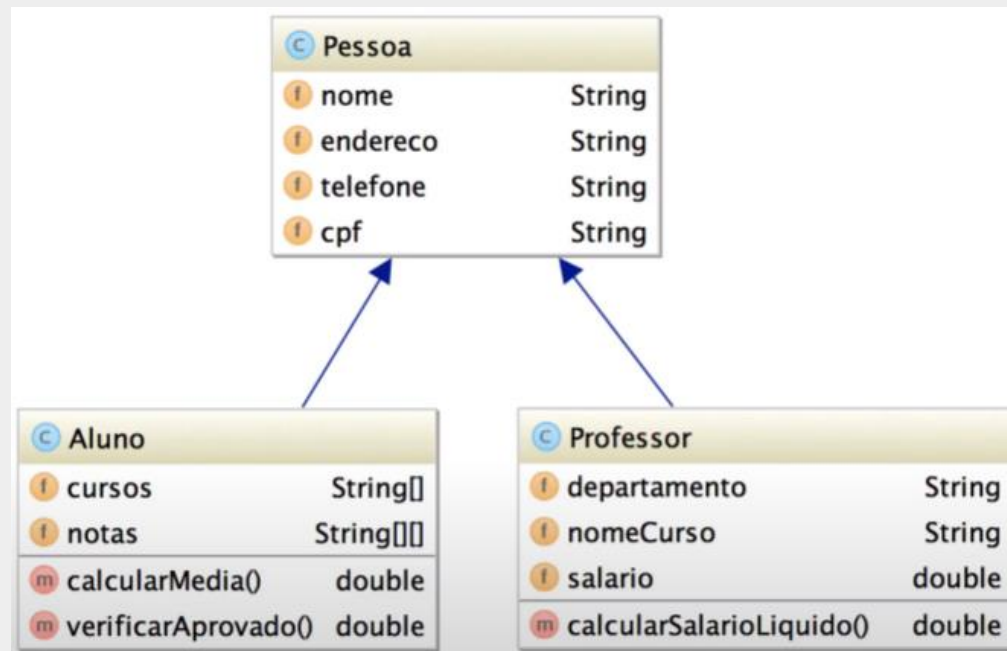 Pessoa
nome String
endereco String
telefone String
cpf String
Aluno
cursos String[]
notas String[][]
calcularMedia() double
verificarAprovado() double
Professor
departamento String
nomeCurso String
salario double
calcularSalarioLiquido() double